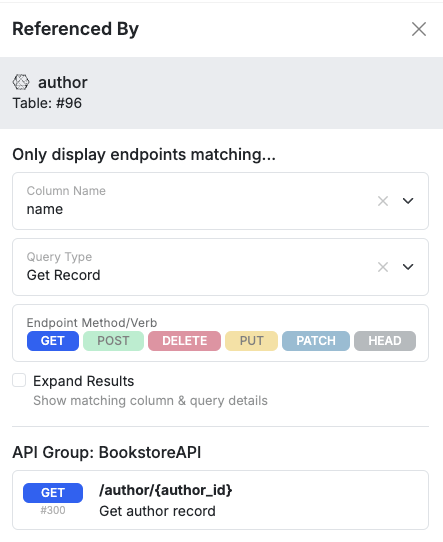 Referenced By
author
Table: #96
Only display endpoints matching...
Column Name
name
Query Type
Get Record
Endpoint Method/Verb
GET POST DELETE PUT PATCH HEAD
Expand Results
Show matching column & query details
API Group: BookstoreAPI
GET /author/{author_id}
#300 Get author record